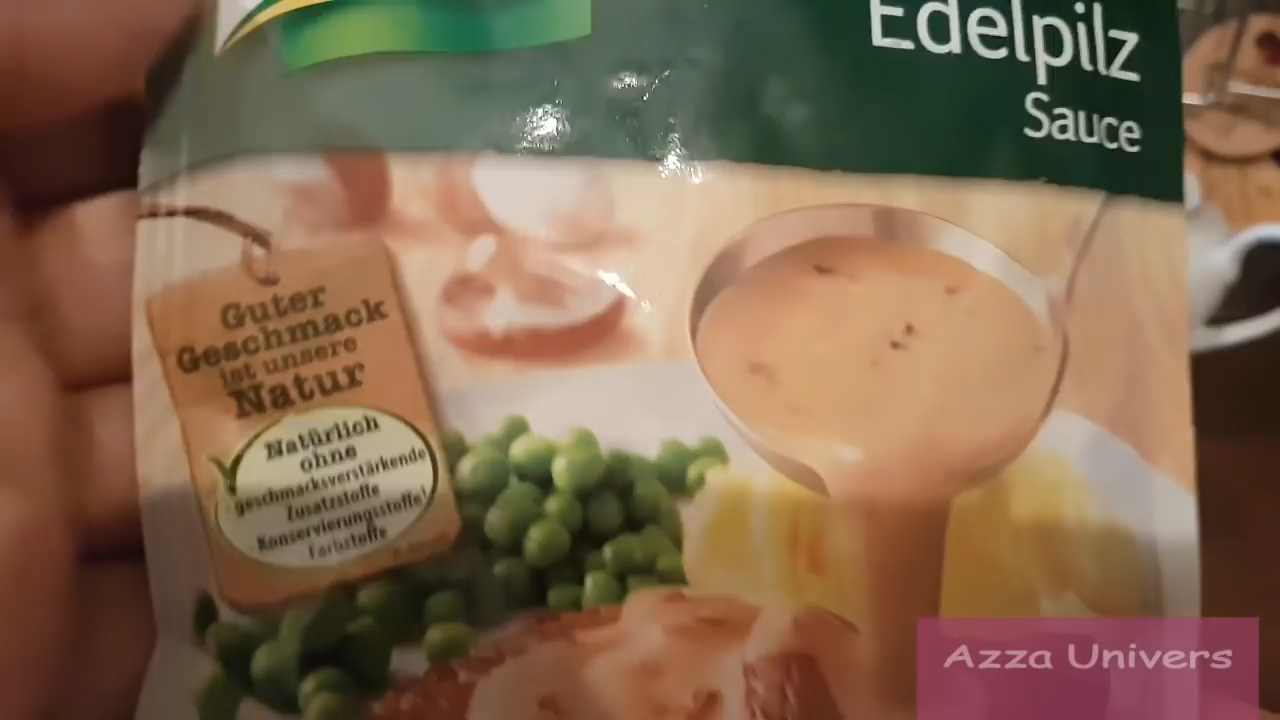 Edelpilz
Sauce
Guter
Geschmack
ist unsere
Natur
Natürlich
ohne
geschmacksverstärkende
Zusatzstoffe
Konservierungsstoffe
Farbstoffe
Azza Univers